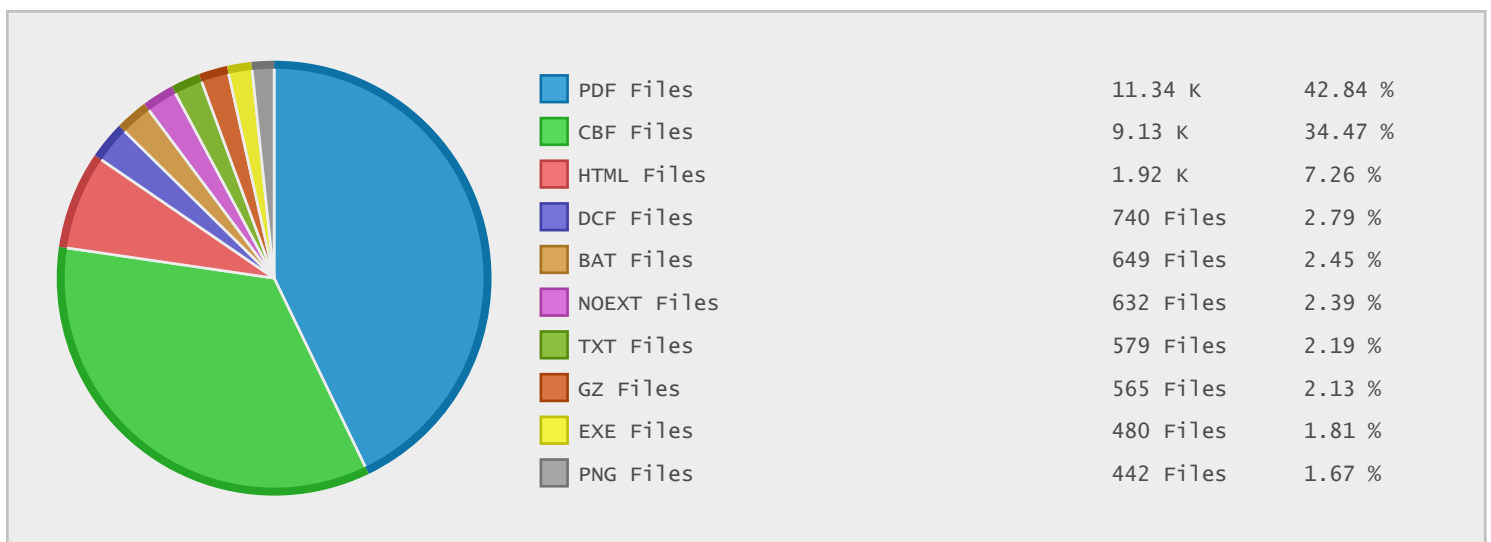 PDF Files 11.34 K 42.84 %
CBF Files 9.13 K 34.47 %
HTML Files 1.92 K 7.26 %
DCF Files 740 Files 2.79 %
BAT Files 649 Files 2.45 %
NOEXT Files 632 Files 2.39 %
TXT Files 579 Files 2.19 %
GZ Files 565 Files 2.13 %
EXE Files 480 Files 1.81 %
PNG Files 442 Files 1.67 %